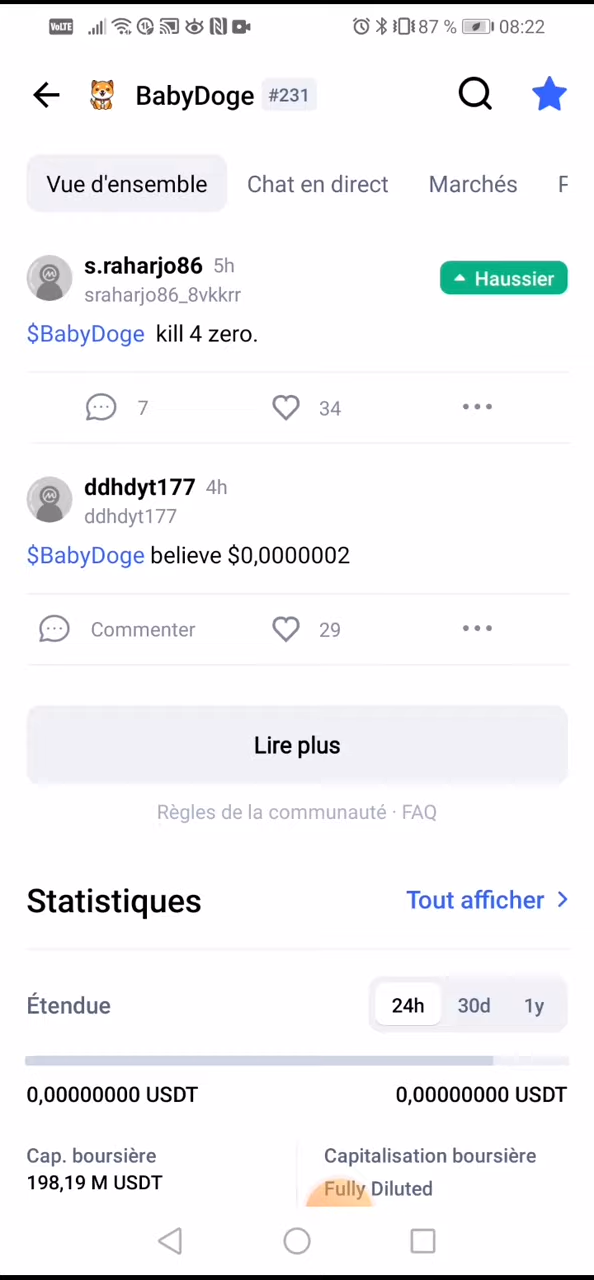 VoLTE 87 % 08:22
BabyDoge #231
Vue d'ensemble Chat en direct Marchés F
s.raharjo86 5h
Haussier
sraharjo86_8vkkrr
$BabyDoge kill 4 zero.
7 34
ddhdyt177 4h
ddhdyt177
$BabyDoge believe $0,0000002
Commenter 29
Lire plus
Règles de la communauté · FAQ
Statistiques Tout afficher
Étendue 24h 30d 1y
0,00000000 USDT 0,00000000 USDT
Cap. boursière Capitalisation boursière
198,19 M USDT Fully Diluted